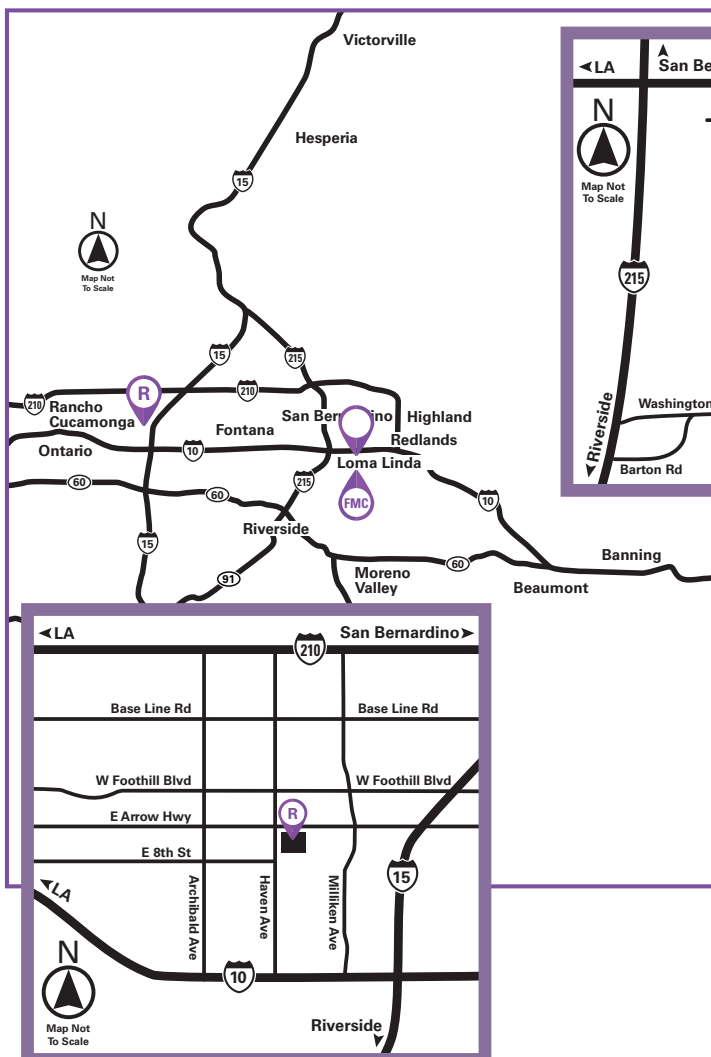 Victorville
Hesperia
15
N
Map Not
To Scale
15
215
210
R
210
Rancho
Cucamonga
San Bernardino
Highland
Fontana
Redlands
Ontario
10
Loma Linda
60
60
215
FMC
10
Riverside
15
91
Moreno
Valley
60
Banning
Beaumont
LA
San Be
N
Map Not
To Scale
215
Riverside
Washington
Barton Rd
LA
San Bernardino
210
Base Line Rd
Base Line Rd
W Foothill Blvd
W Foothill Blvd
E Arrow Hwy
R
E 8th St
15
LA
Archibald Ave
Haven Ave
Milliken Ave
N
10
Map Not
To Scale
Riverside